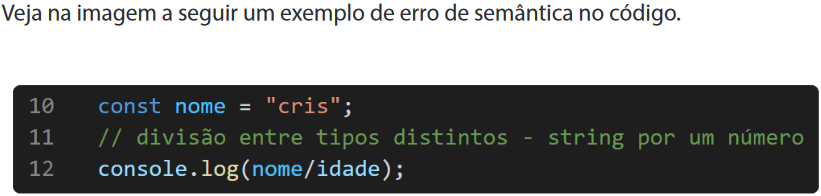 Veja na imagem a seguir um exemplo de erro de semântica no código.
10 const nome = "cris";
11 // divisão entre tipos distintos - string por um número
12 console.log(nome/idade);